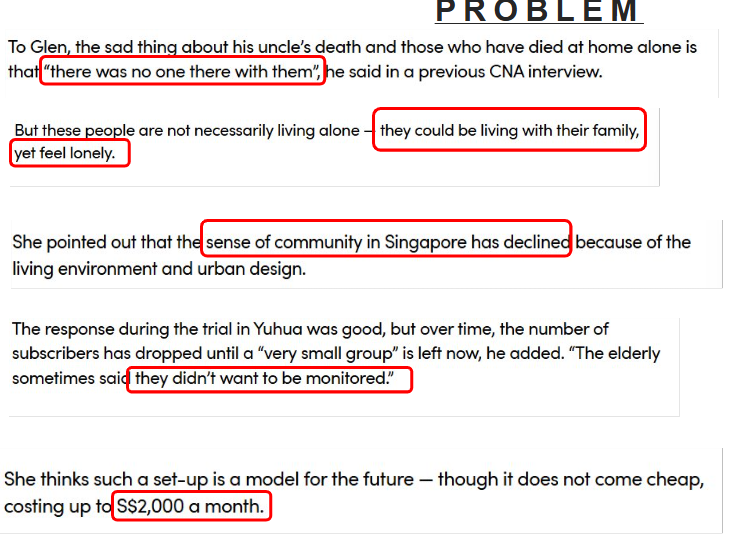 PROBLEM
To Glen, the sad thing about his uncle’s death and those who have died at home alone is
that “there was no one there with them”, he said in a previous CNA interview.
But these people are not necessarily living alone – they could be living with their family,
yet feel lonely.
She pointed out that the sense of community in Singapore has declined because of the
living environment and urban design.
The response during the trial in Yuhua was good, but over time, the number of
subscribers has dropped until a “very small group” is left now, he added. “The elderly
sometimes said they didn’t want to be monitored.”
She thinks such a set-up is a model for the future — though it does not come cheap,
costing up to S$2,000 a month.